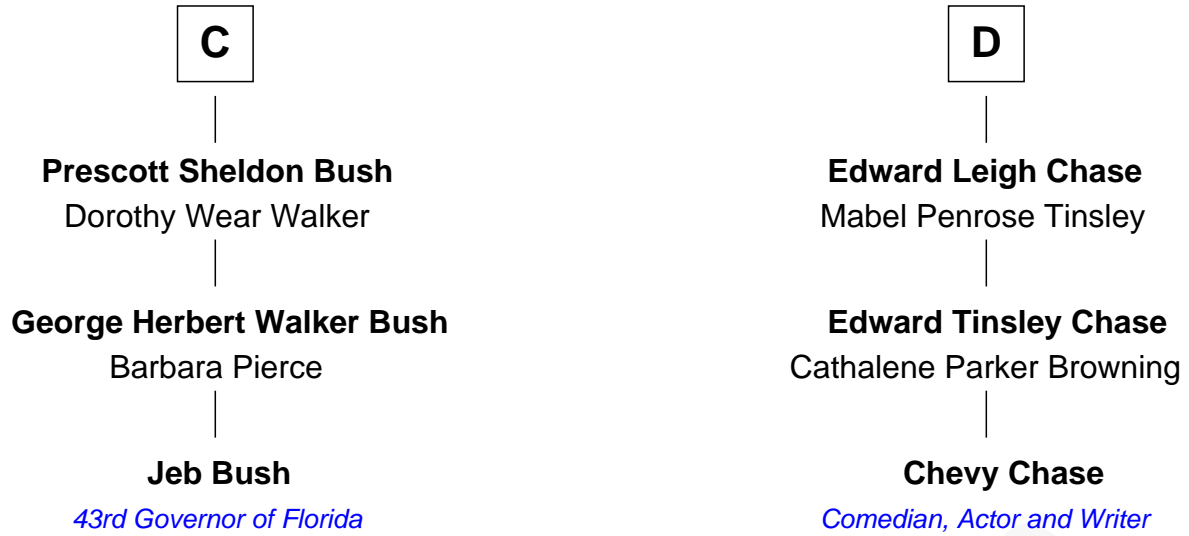 C
Prescott Sheldon Bush
Dorothy Wear Walker
George Herbert Walker Bush
Barbara Pierce
Jeb Bush
43rd Governor of Florida
D
Edward Leigh Chase
Mabel Penrose Tinsley
Edward Tinsley Chase
Cathalene Parker Browning
Chevy Chase
Comedian, Actor and Writer